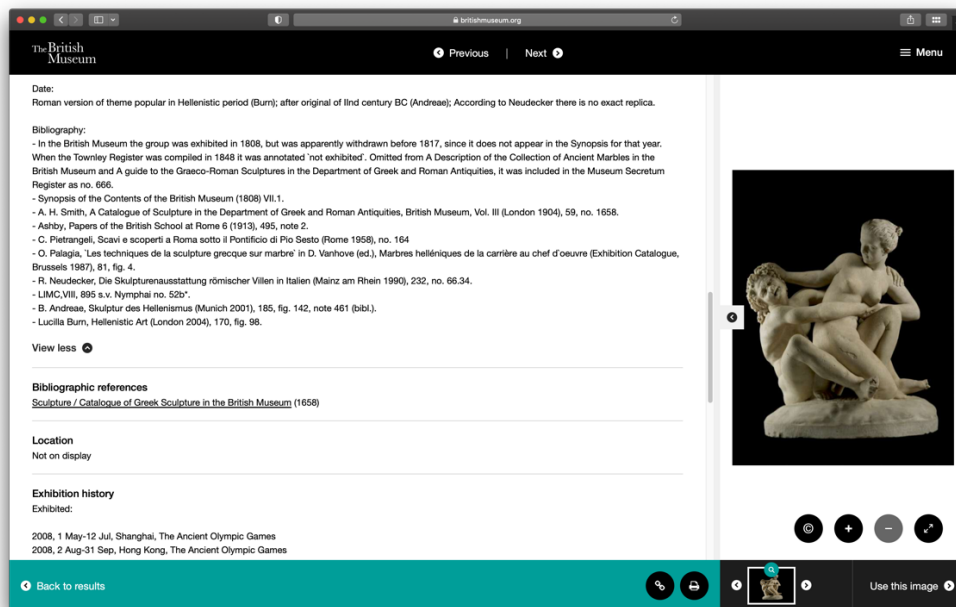 britishmuseum.org
The British
Museum
Previous | Next
Menu
Date:
Roman version of theme popular in Hellenistic period (Burn); after original of IInd century BC (Andreae); According to Neudecker there is no exact replica.
Bibliography:
- In the British Museum the group was exhibited in 1808, but was apparently withdrawn before 1817, since it does not appear in the Synopsis for that year.
When the Townley Register was compiled in 1848 it was annotated `not exhibited`. Omitted from A Description of the Collection of Ancient Marbles in the
British Museum and A guide to the Graeco-Roman Sculptures in the Department of Greek and Roman Antiquities, it was included in the Museum Secretum
Register as no. 666.
- Synopsis of the Contents of the British Museum (1808) VII.1.
- A. H. Smith, A Catalogue of Sculpture in the Department of Greek and Roman Antiquities, British Museum, Vol. III (London 1904), 59, no. 1658.
- Ashby, Papers of the British School at Rome 6 (1913), 495, note 2.
- C. Pietrangeli, Scavi e scoperti a Roma sotto il Pontificio di Pio Sesto (Rome 1958), no. 164
- O. Palagia, `Les techniques de la sculpture grecque sur marbre` in D. Vanhove (ed.), Marbres helléniques de la carrière au chef d`oeuvre (Exhibition Catalogue,
Brussels 1987), 81, fig. 4.
- R. Neudecker, Die Skulpturenausstattung römischer Villen in Italien (Mainz am Rhein 1990), 232, no. 66.34.
- LIMC,VIII, 895 s.v. Nymphai no. 52b*.
- B. Andreae, Skulptur des Hellenismus (Munich 2001), 185, fig. 142, note 461 (bibl.).
- Lucilla Burn, Hellenistic Art (London 2004), 170, fig. 98.
View less
Bibliographic references
Sculpture / Catalogue of Greek Sculpture in the British Museum (1658)
Location
Not on display
Exhibition history
Exhibited:
2008, 1 May-12 Jul, Shanghai, The Ancient Olympic Games
2008, 2 Aug-31 Sep, Hong Kong, The Ancient Olympic Games
©
Back to results
Use this image